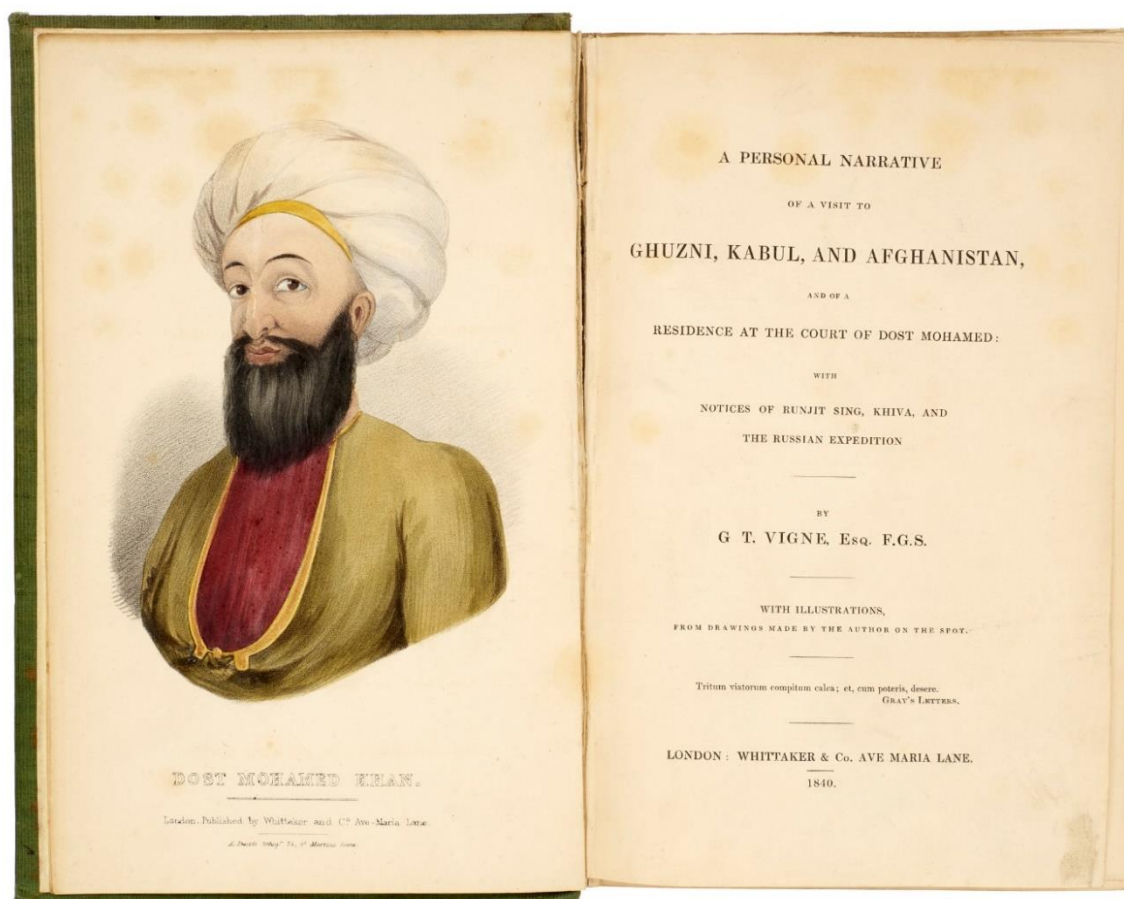 DOST MOHAMED KHAN.
London. Published by Whittaker and Co. Ave-Maria Lane.
A PERSONAL NARRATIVE
OF A VISIT TO
GHUZNI, KABUL, AND AFGHANISTAN,
AND OF A
RESIDENCE AT THE COURT OF DOST MOHAMED:
WITH
NOTICES OF RUNJIT SING, KHIVA, AND
THE RUSSIAN EXPEDITION
BY
G T. VIGNE, Esq. F.G.S.
WITH ILLUSTRATIONS,
FROM DRAWINGS MADE BY THE AUTHOR ON THE SPOT.
Tritum viatorum compitum calca; et, cum poteris, desere.
Gray's Letters.
LONDON: WHITTAKER & Co. AVE MARIA LANE.
1840.